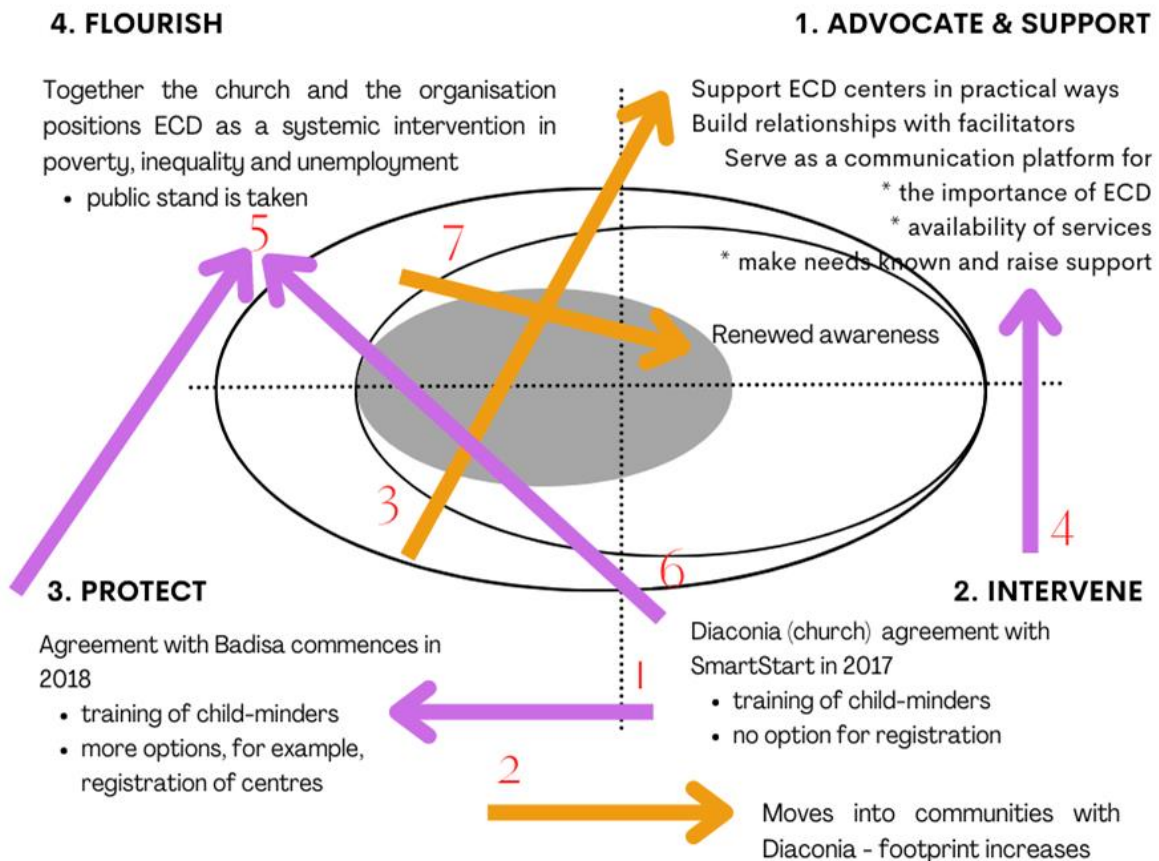 4. FLOURISH
Together the church and the organisation
positions ECD as a systemic intervention in
poverty, inequality and unemployment
• public stand is taken
1. ADVOCATE & SUPPORT
Support ECD centers in practical ways
Build relationships with facilitators
Serve as a communication platform for
* the importance of ECD
* availability of services
* make needs known and raise support
5
7
Renewed awareness
3
4
6
3. PROTECT
Agreement with Badisa commences in
2018
• training of child-minders
• more options, for example,
registration of centres
2. INTERVENE
Diaconia (church) agreement with
SmartStart in 2017
• training of child-minders
• no option for registration
1
2
Moves into communities with
Diaconia - footprint increases